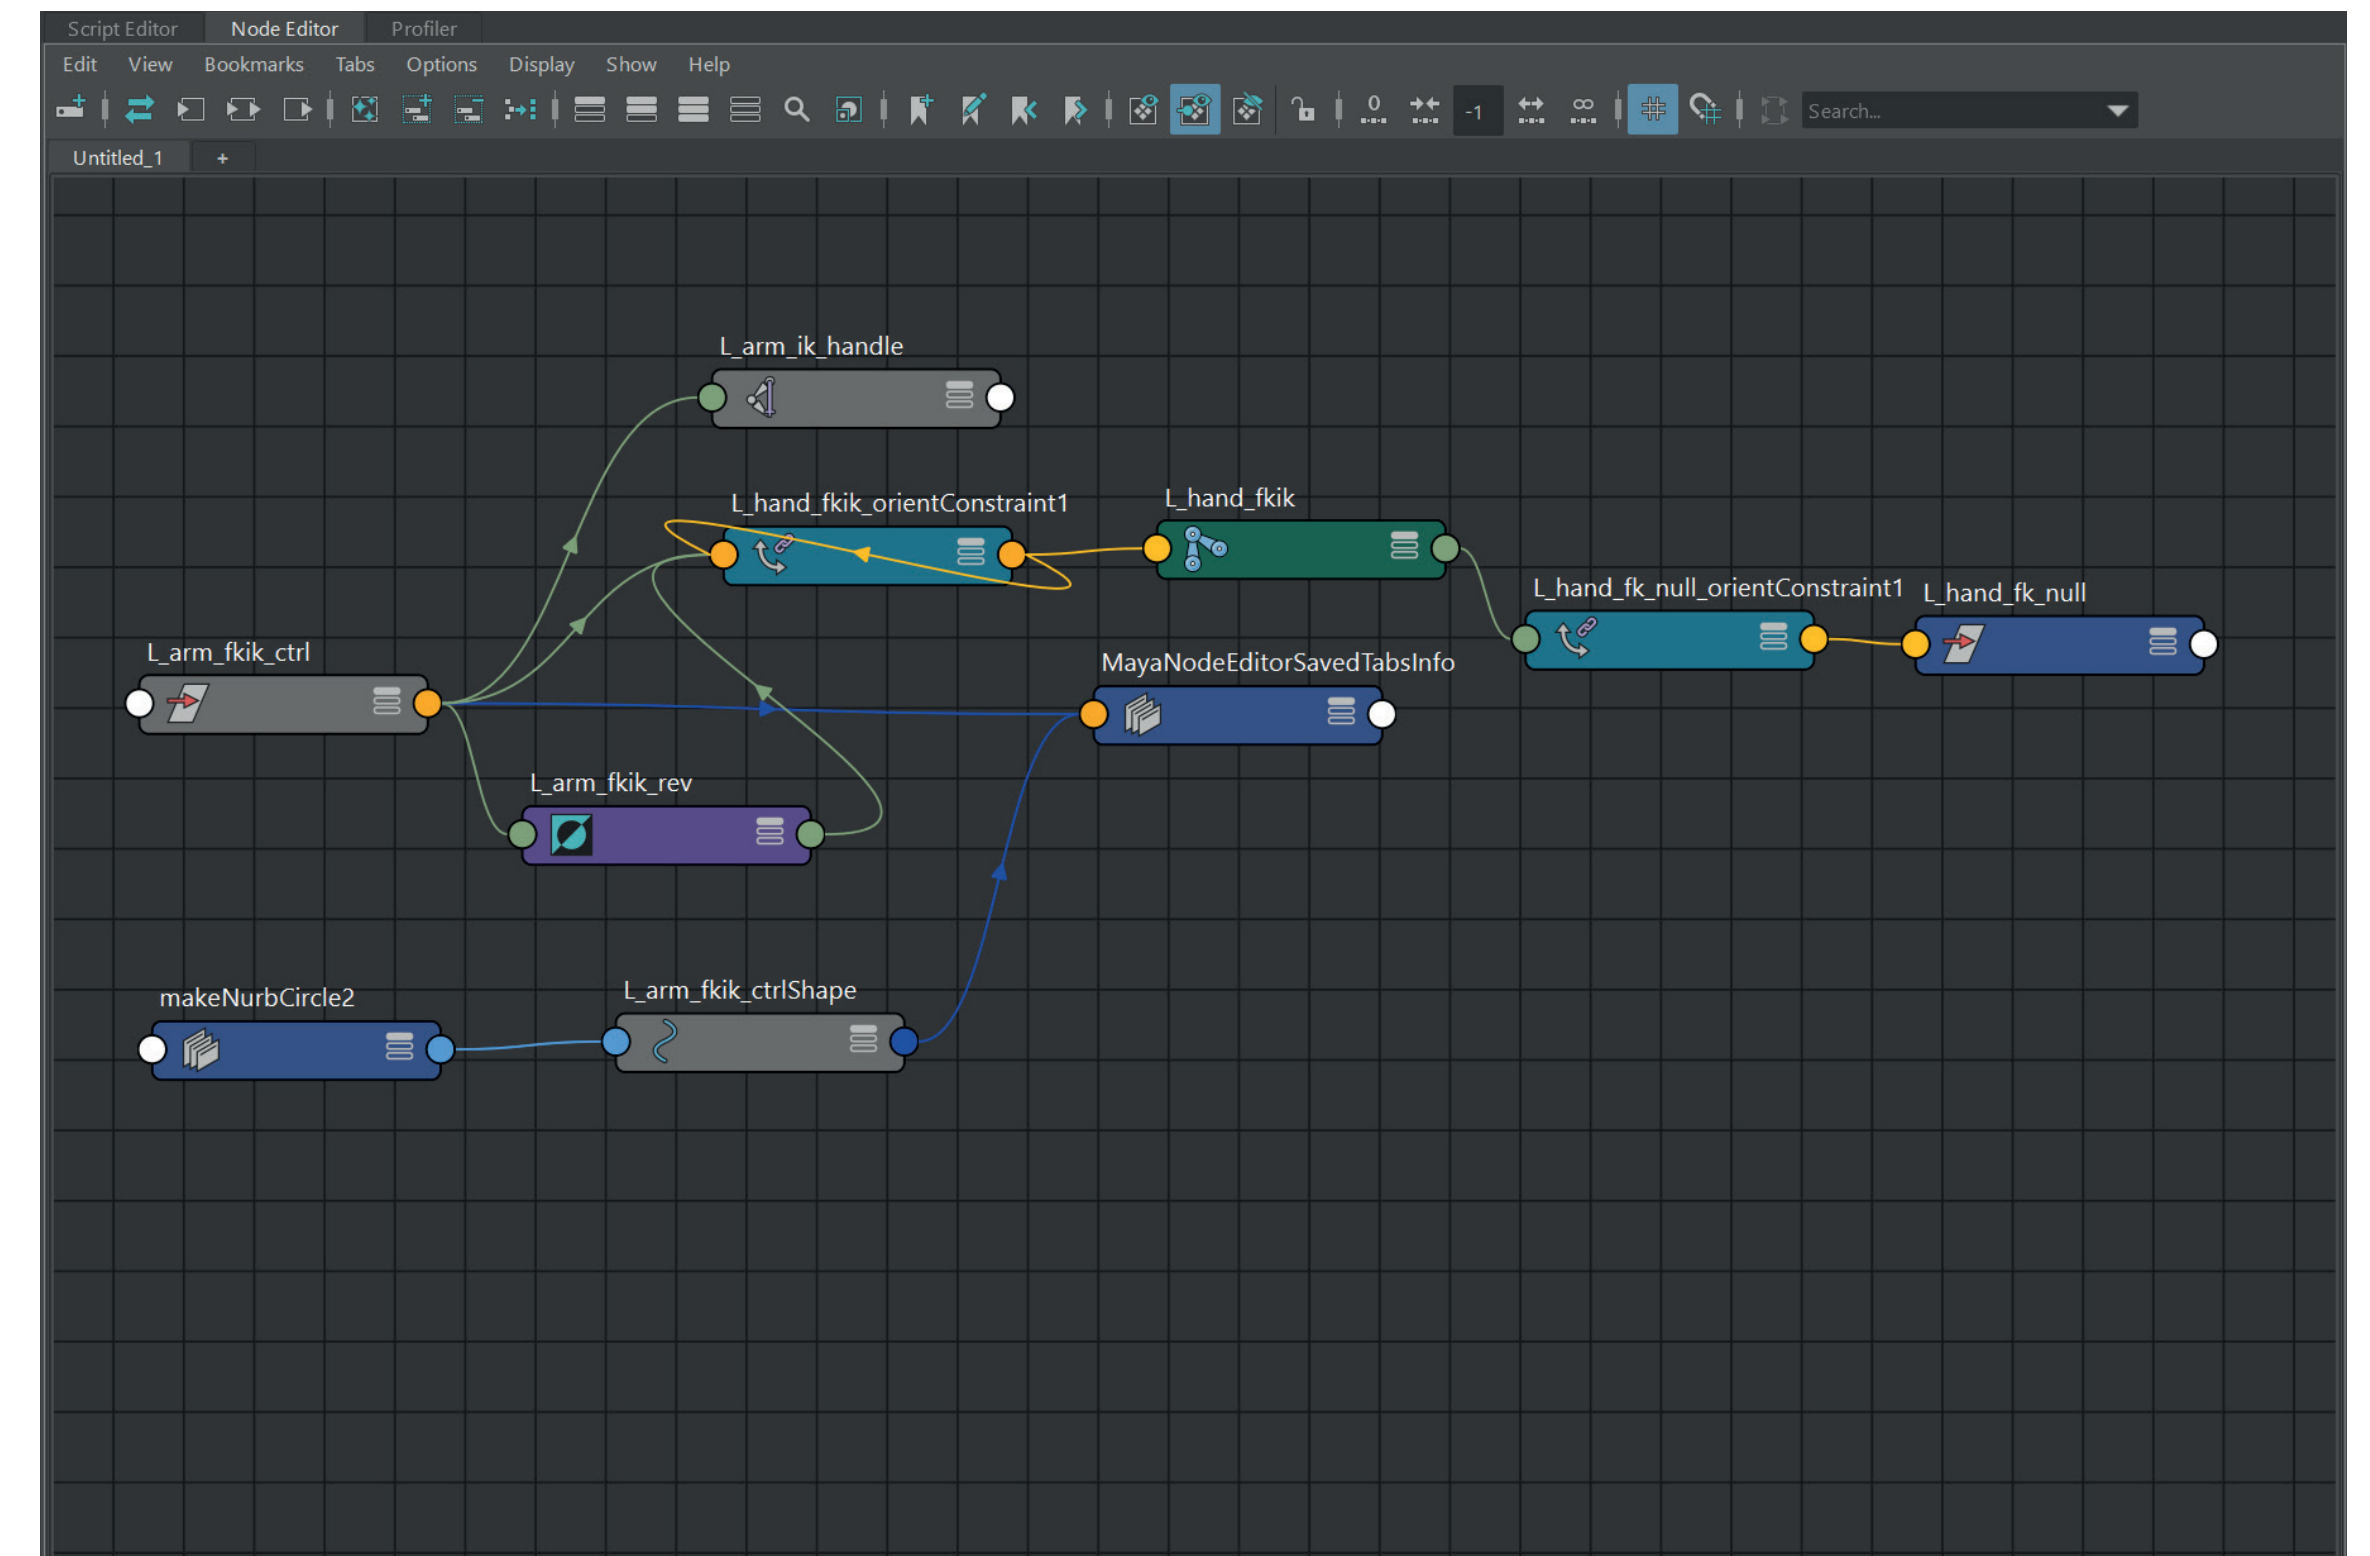 Script Editor
Node Editor
Profiler
Edit View Bookmarks Tabs Options Display Show Help
0
-1
∞
Search...
Untitled_1
+
L_arm_ik_handle
L_hand_fkik_orientConstraint1
L_hand_fkik
L_hand_fk_null_orientConstraint1
L_hand_fk_null
L_arm_fkik_ctrl
MayaNodeEditorSavedTabsInfo
L_arm_fkik_rev
makeNurbCircle2
L_arm_fkik_ctrlShape